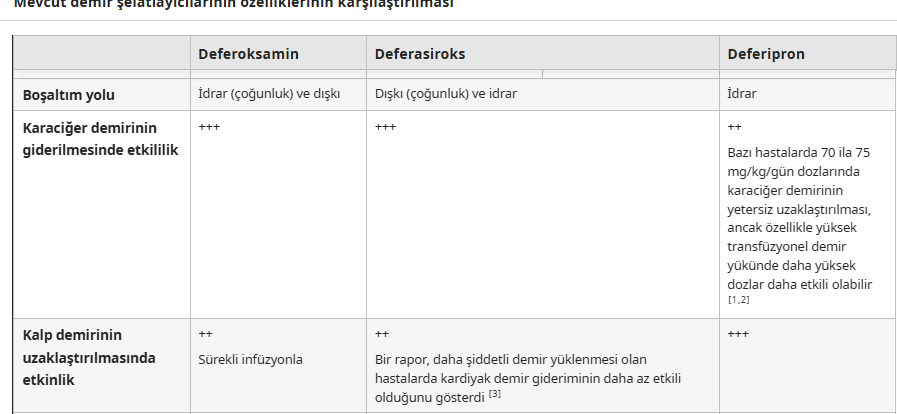 Mevcut demir şelatlayıcılarının özelliklerinin karşılaştırılması
Deferoksamin
Deferasiroks
Deferipron
Boşaltım yolu
İdrar (çoğunluk) ve dışkı
Dışkı (çoğunluk) ve idrar
İdrar
Karaciğer demirinin
giderilmesinde etkililik
+++
+++
++
Bazı hastalarda 70 ila 75
mg/kg/gün dozlarında
karaciğer demirinin
yetersiz uzaklaştırılması,
ancak özellikle yüksek
transfüzyonel demir
yükünde daha yüksek
dozlar daha etkili olabilir
[1,2]
Kalp demirinin
uzaklaştırılmasında
etkinlik
++
Sürekli infüzyonla
++
Bir rapor, daha şiddetli demir yüklenmesi olan
hastalarda kardiyak demir gideriminin daha az etkili
olduğunu gösterdi [3]
+++